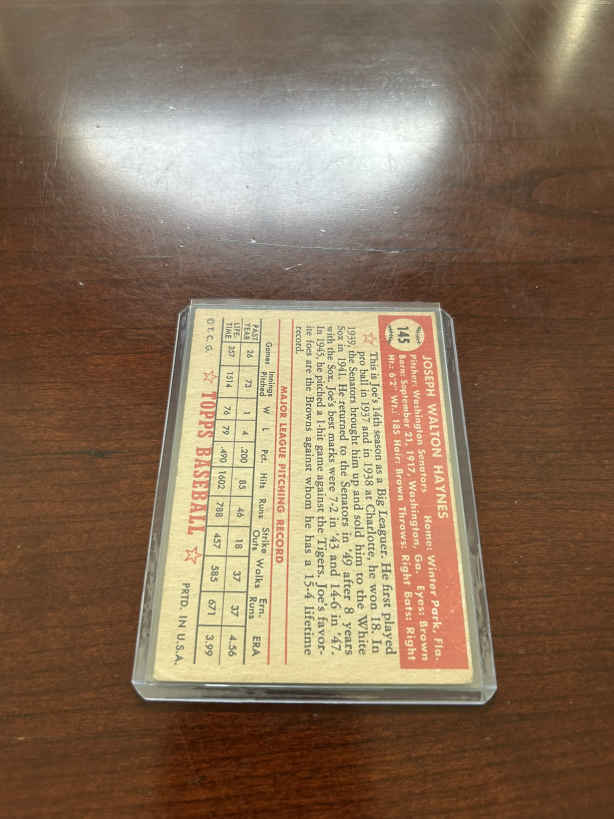 145
JOSEPH WALTON HAYNES
Pitcher: Washington Senators Home: Winter Park, Fla.
Born: September 21, 1917, Washington, Ga. Eyes: Brown
Ht.: 6'2" Wt.: 185 Hair: Brown Throws: Right Bats: Right
This is Joe's 14th season as a Big Leaguer. He first played
pro ball in 1937 and in 1938 at Charlotte, he won 18. In
1939, the Senators brought him up and sold him to the White
Sox in 1941. He returned to the Senators in '49 after 8 years
with the Sox. Joe's best marks were 7-2 in '43 and 14-6 in '47.
In 1945, he pitched a 1-hit game against the Tigers. Joe's favor-
ite foes are the Browns against whom he has a 15-4 lifetime
record.
MAJOR LEAGUE PITCHING RECORD
Games Innings Pitched W L Pct. Hits Runs Strike Outs Walks Ern. Runs ERA
PAST YEAR 26 73 1 4 .200 85 46 18 37 37 4.56
LIFE TIME 357 1514 76 79 .490 1602 788 457 585 671 3.99
© T. C. G. TOPPS BASEBALL PRTD. IN U.S.A.